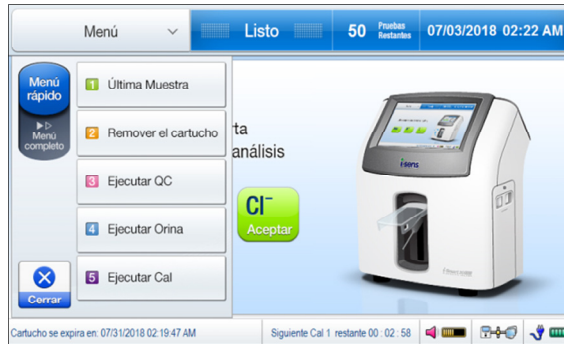 Menú
Listo
50 Pruebas Restantes
07/03/2018 02:22 AM
Menú rápido
Menú completo
1 Última Muestra
2 Remover el cartucho
3 Ejecutar QC
4 Ejecutar Orina
5 Ejecutar Cal
ta
análisis
Cl⁻
Aceptar
i-sens
Cerrar
Cartucho se expira en: 07/31/2018 02:19:47 AM
Siguiente Cal 1 restante 00 : 02 : 58